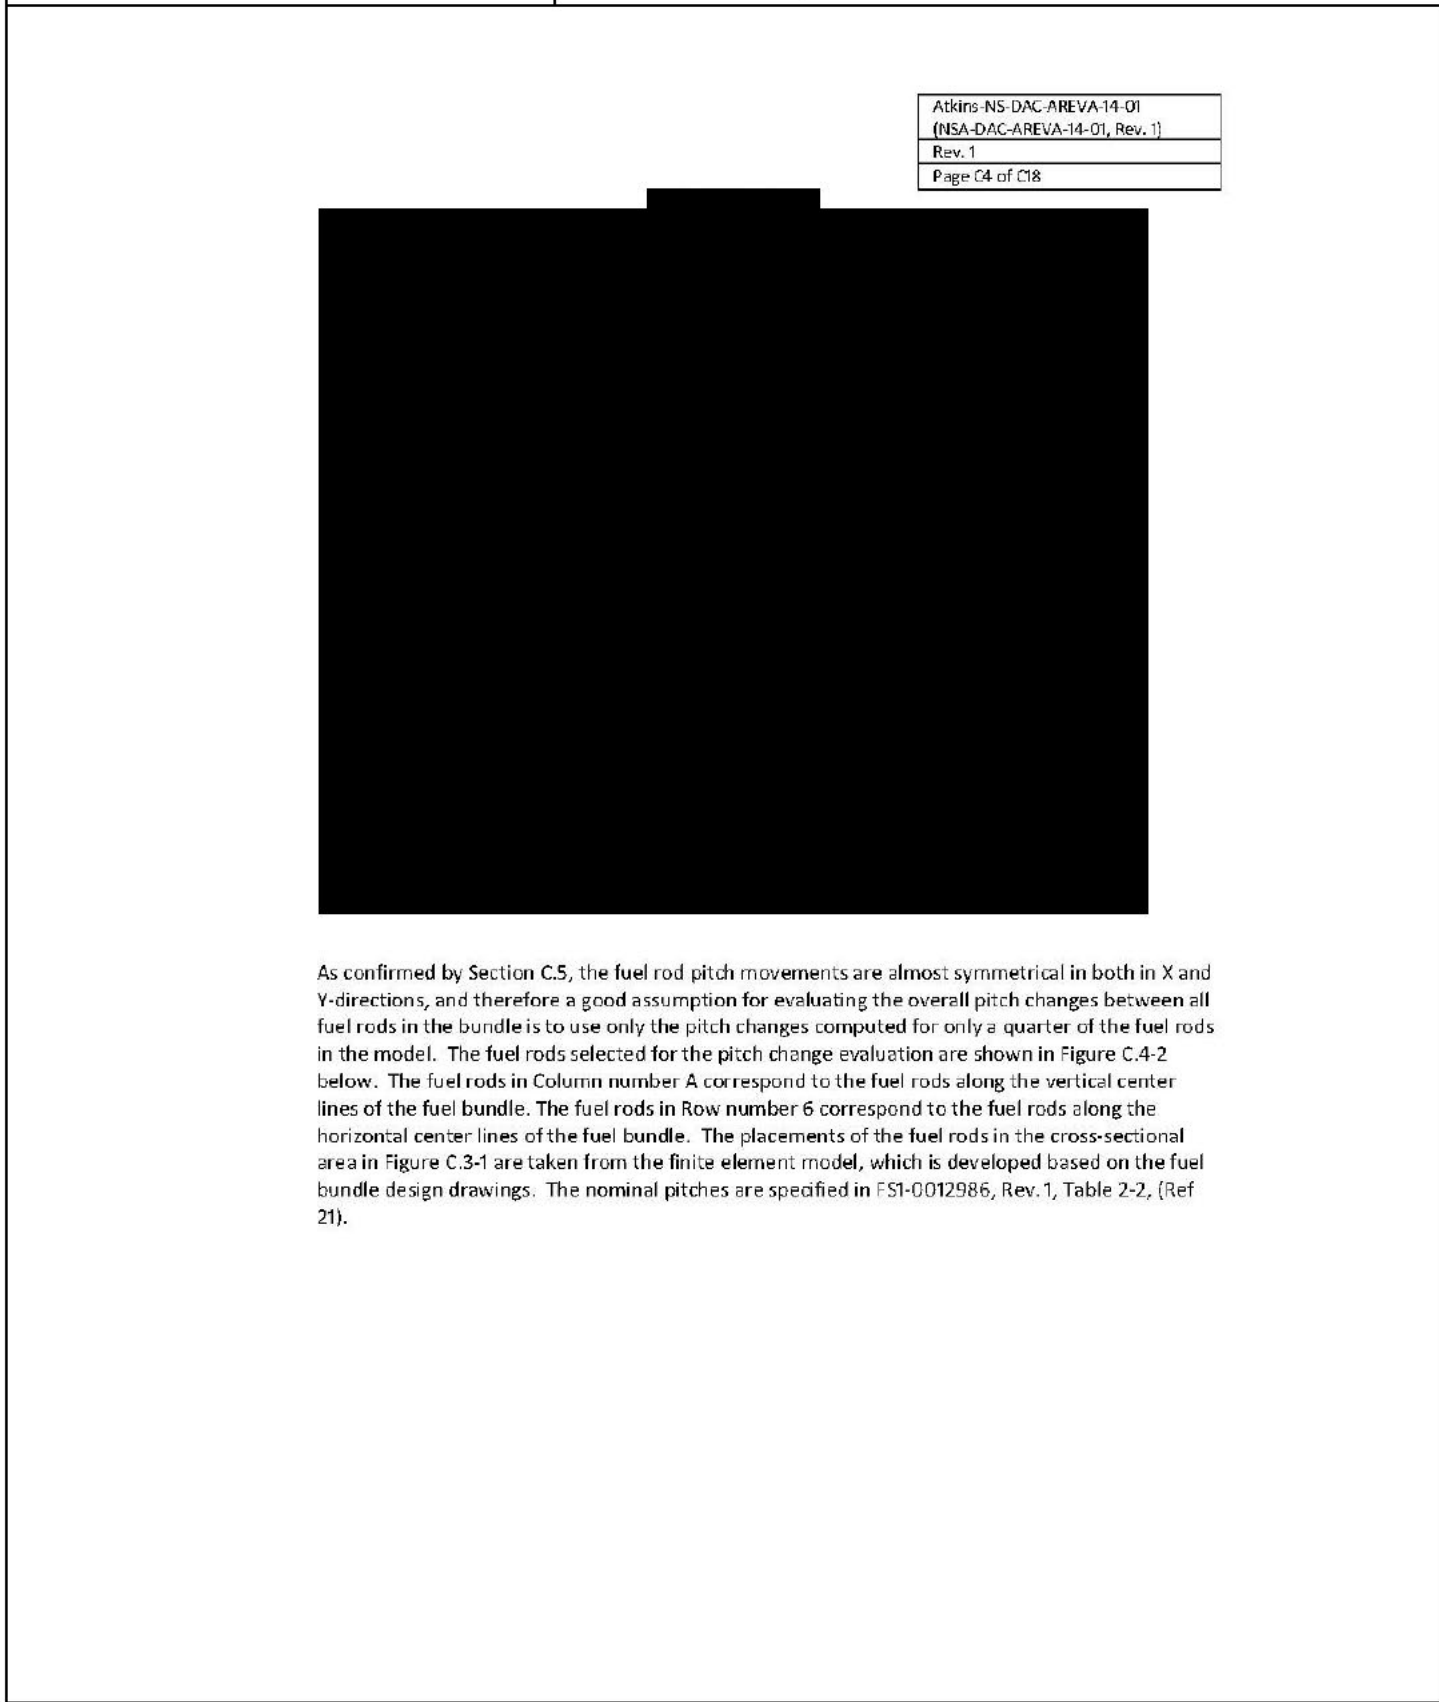 Atkins-NS-DAC-AREVA-14-01
(NSA-DAC-AREVA-14-01, Rev. 1)
Rev. 1
Page C4 of C18
As confirmed by Section C.5, the fuel rod pitch movements are almost symmetrical in both in X and
Y-directions, and therefore a good assumption for evaluating the overall pitch changes between all
fuel rods in the bundle is to use only the pitch changes computed for only a quarter of the fuel rods
in the model. The fuel rods selected for the pitch change evaluation are shown in Figure C.4-2
below. The fuel rods in Column number A correspond to the fuel rods along the vertical center
lines of the fuel bundle. The fuel rods in Row number 6 correspond to the fuel rods along the
horizontal center lines of the fuel bundle. The placements of the fuel rods in the cross-sectional
area in Figure C.3-1 are taken from the finite element model, which is developed based on the fuel
bundle design drawings. The nominal pitches are specified in FS1-0012986, Rev. 1, Table 2-2, (Ref
21).